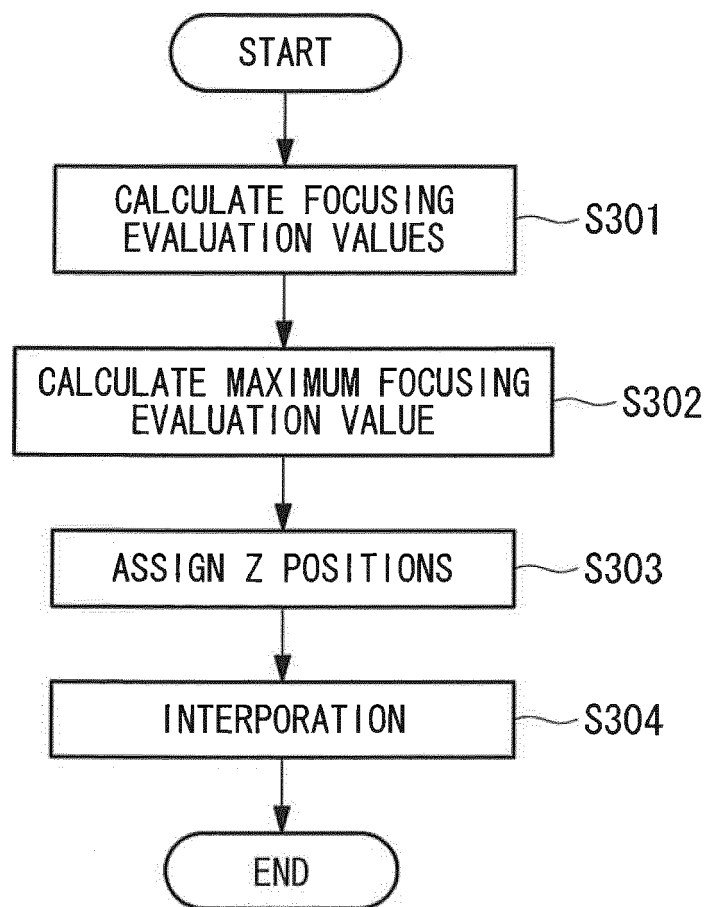 START
CALCULATE FOCUSING
EVALUATION VALUES
S301
CALCULATE MAXIMUM FOCUSING
EVALUATION VALUE
S302
ASSIGN Z POSITIONS
S303
INTERPORATION
S304
END